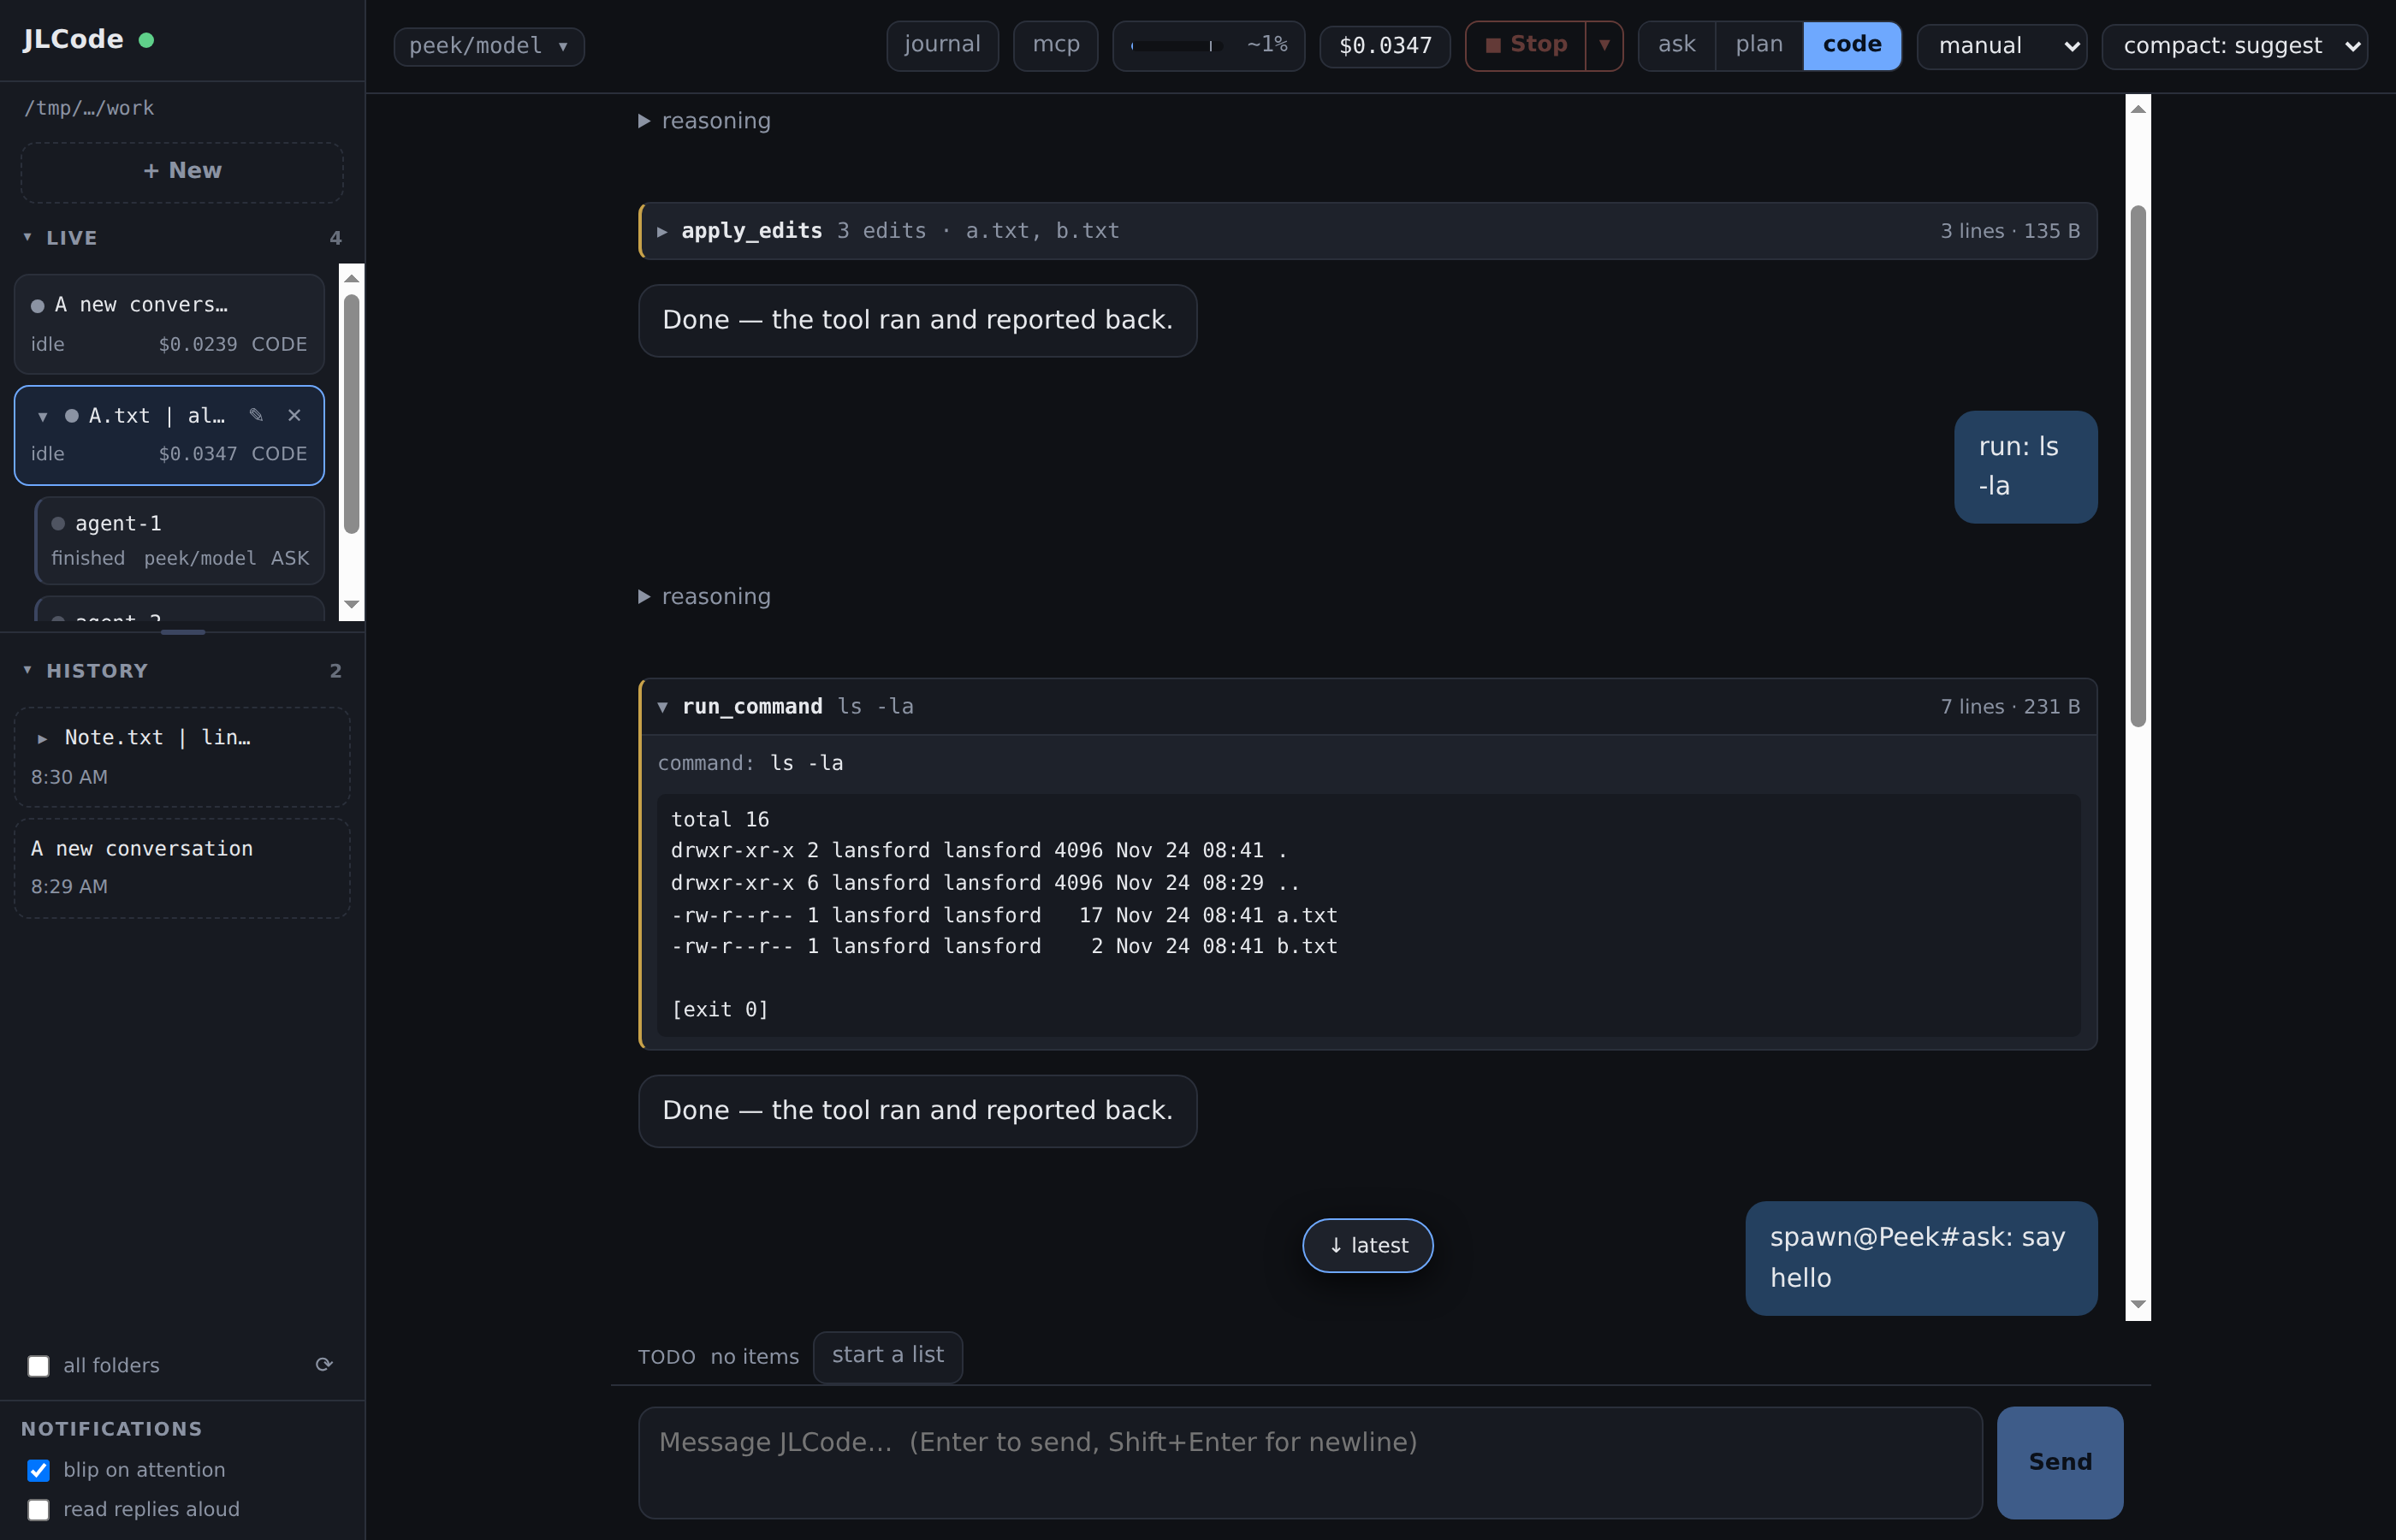 JLCode
/tmp/…/work
+ New
▾ LIVE 4
A new convers…
idle $0.0239 CODE
▾ A.txt | al… ✎ ✕
idle $0.0347 CODE
agent-1
finished peek/model ASK
▾ HISTORY 2
▸ Note.txt | lin…
8:30 AM
A new conversation
8:29 AM
all folders ⟳
NOTIFICATIONS
blip on attention
read replies aloud
peek/model ▾
journal
mcp
~1%
$0.0347
■ Stop ▾
ask
plan
code
manual
compact: suggest
▶ reasoning
▸ apply_edits 3 edits · a.txt, b.txt 3 lines · 135 B
Done — the tool ran and reported back.
run: ls
-la
▶ reasoning
▾ run_command ls -la 7 lines · 231 B
command: ls -la
total 16
drwxr-xr-x 2 lansford lansford 4096 Nov 24 08:41 .
drwxr-xr-x 6 lansford lansford 4096 Nov 24 08:29 ..
-rw-r--r-- 1 lansford lansford   17 Nov 24 08:41 a.txt
-rw-r--r-- 1 lansford lansford    2 Nov 24 08:41 b.txt
[exit 0]
Done — the tool ran and reported back.
spawn@Peek#ask: say
hello
↓ latest
TODO no items start a list
Message JLCode… (Enter to send, Shift+Enter for newline)
Send